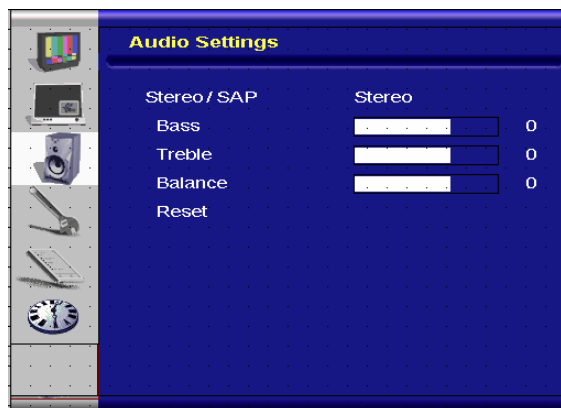 Audio Settings
Stereo / SAP Stereo
Bass 0
Treble 0
Balance 0
Reset